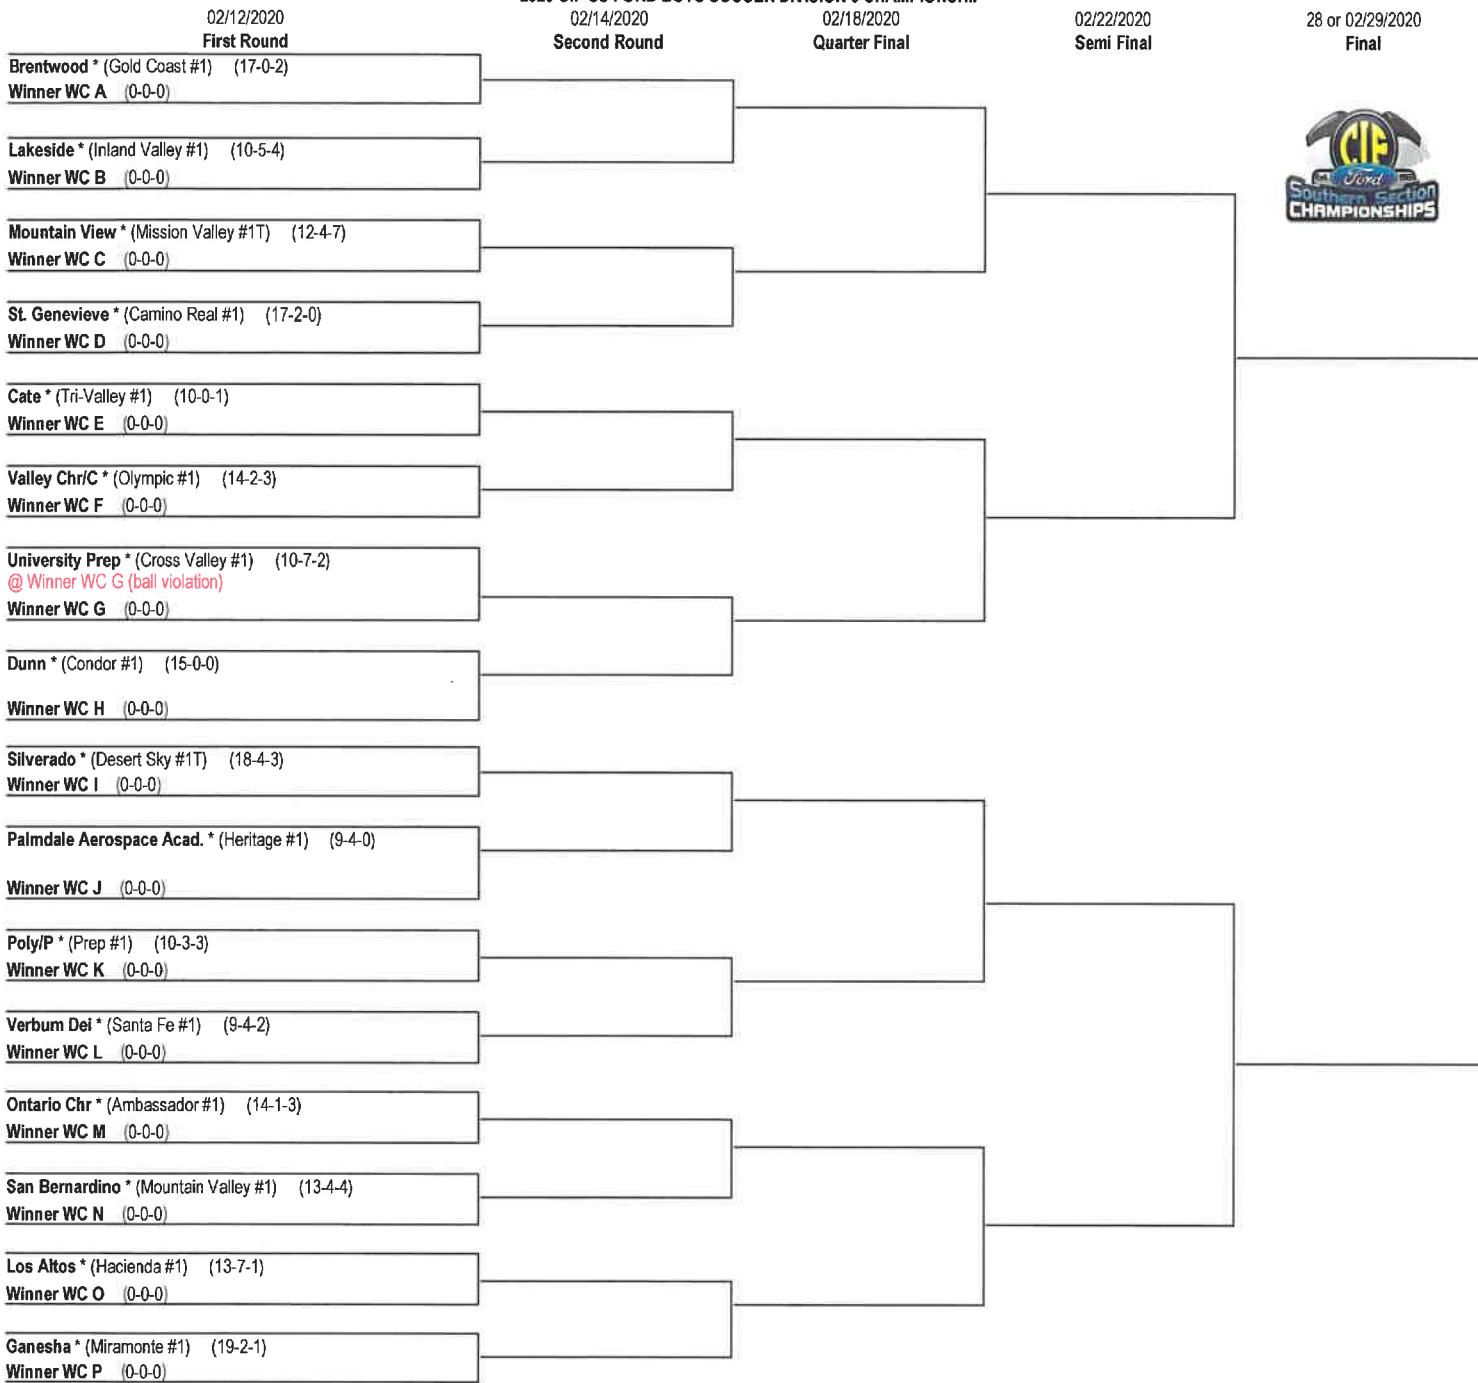 02/12/2020
First Round
02/14/2020
Second Round
02/18/2020
Quarter Final
02/22/2020
Semi Final
28 or 02/29/2020
Final
CIF
Ford
Southern Section
CHAMPIONSHIPS
Brentwood * (Gold Coast #1) (17-0-2)
Winner WC A (0-0-0)
Lakeside * (Inland Valley #1) (10-5-4)
Winner WC B (0-0-0)
Mountain View * (Mission Valley #1T) (12-4-7)
Winner WC C (0-0-0)
St. Genevieve * (Camino Real #1) (17-2-0)
Winner WC D (0-0-0)
Cate * (Tri-Valley #1) (10-0-1)
Winner WC E (0-0-0)
Valley Chr/C * (Olympic #1) (14-2-3)
Winner WC F (0-0-0)
University Prep * (Cross Valley #1) (10-7-2)
@ Winner WC G (ball violation)
Winner WC G (0-0-0)
Dunn * (Condor #1) (15-0-0)
Winner WC H (0-0-0)
Silverado * (Desert Sky #1T) (18-4-3)
Winner WC I (0-0-0)
Palmdale Aerospace Acad. * (Heritage #1) (9-4-0)
Winner WC J (0-0-0)
Poly/P * (Prep #1) (10-3-3)
Winner WC K (0-0-0)
Verbum Dei * (Santa Fe #1) (9-4-2)
Winner WC L (0-0-0)
Ontario Chr * (Ambassador #1) (14-1-3)
Winner WC M (0-0-0)
San Bernardino * (Mountain Valley #1) (13-4-4)
Winner WC N (0-0-0)
Los Altos * (Hacienda #1) (13-7-1)
Winner WC O (0-0-0)
Ganesha * (Miramonte #1) (19-2-1)
Winner WC P (0-0-0)